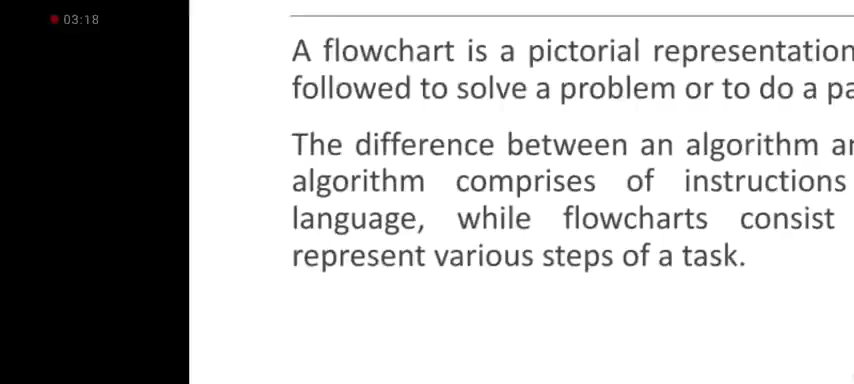 03:18
A flowchart is a pictorial representation
followed to solve a problem or to do a pa
The difference between an algorithm an
algorithm comprises of instructions
language, while flowcharts consist
represent various steps of a task.